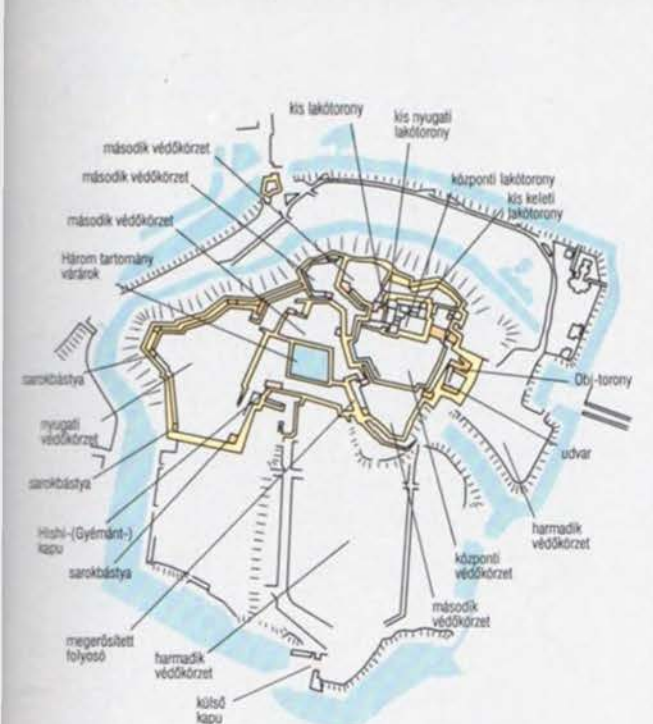 kis lakótorony
kis nyugati
lakótorony
második védőkörzet
második védőkörzet
központi lakótorony
kis keleti
lakótorony
második védőkörzet
Három tartomány
várárok
sarokbástya
Obi-torony
nyugati
védőkörzet
udvar
sarokbástya
Hishi-(Gyémánt-)
kapu
harmadik
védőkörzet
központi
védőkörzet
sarokbástya
második
védőkörzet
megerősített
folyosó
harmadik
védőkörzet
külső
kapu